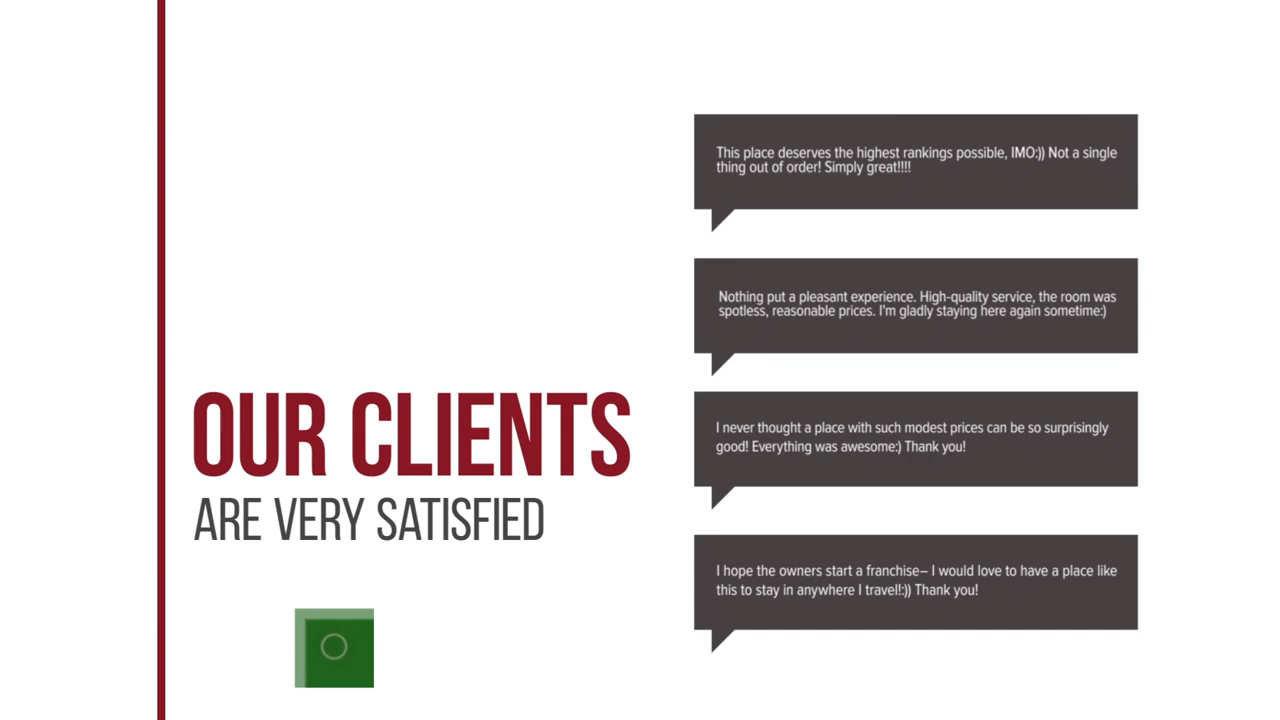 OUR CLIENTS
ARE VERY SATISFIED
This place deserves the highest rankings possible, IMO:)) Not a single
thing out of order! Simply great!!!!
Nothing put a pleasant experience. High-quality service, the room was
spotless, reasonable prices. I'm gladly staying here again sometime:)
I never thought a place with such modest prices can be so surprisingly
good! Everything was awesome:) Thank you!
I hope the owners start a franchise– I would love to have a place like
this to stay in anywhere I travel!:)) Thank you!